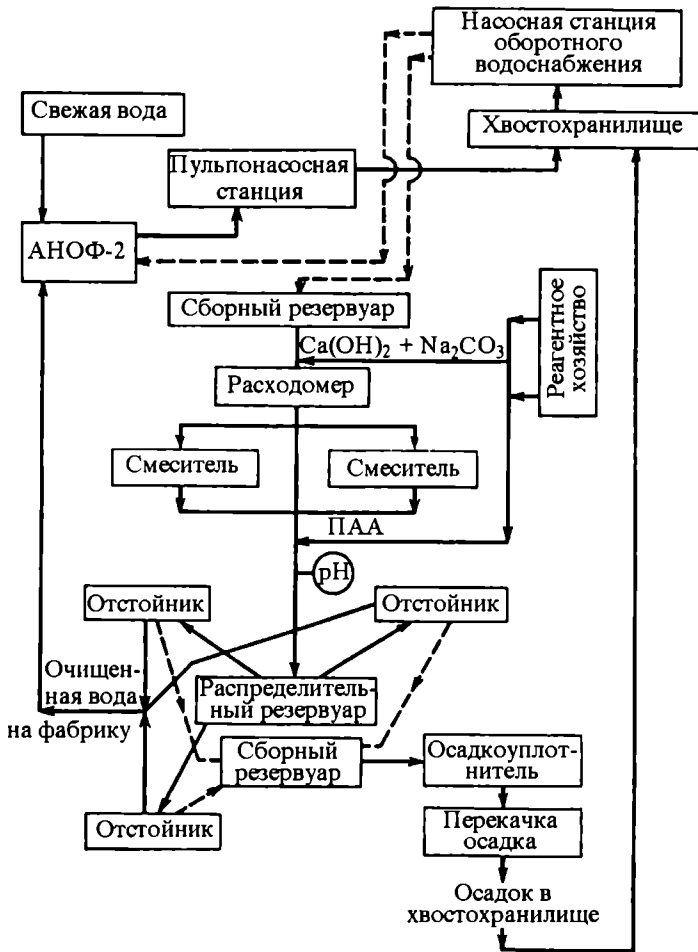 Насосная станция
оборотного
водоснабжения
Свежая вода
Хвостохранилище
Пульпонасосная
станция
АНОФ-2
Сборный резервуар
Реагентное
хозяйство
Ca(OH)₂ + Na₂CO₃
Расходомер
Смеситель
Смеситель
ПАА
pH
Отстойник
Отстойник
Очищен-
ная вода
на фабрику
Распределитель-
ный резервуар
Сборный
резервуар
Осадкоуплот-
нитель
Отстойник
Перекачка
осадка
Осадок в
хвостохранилище